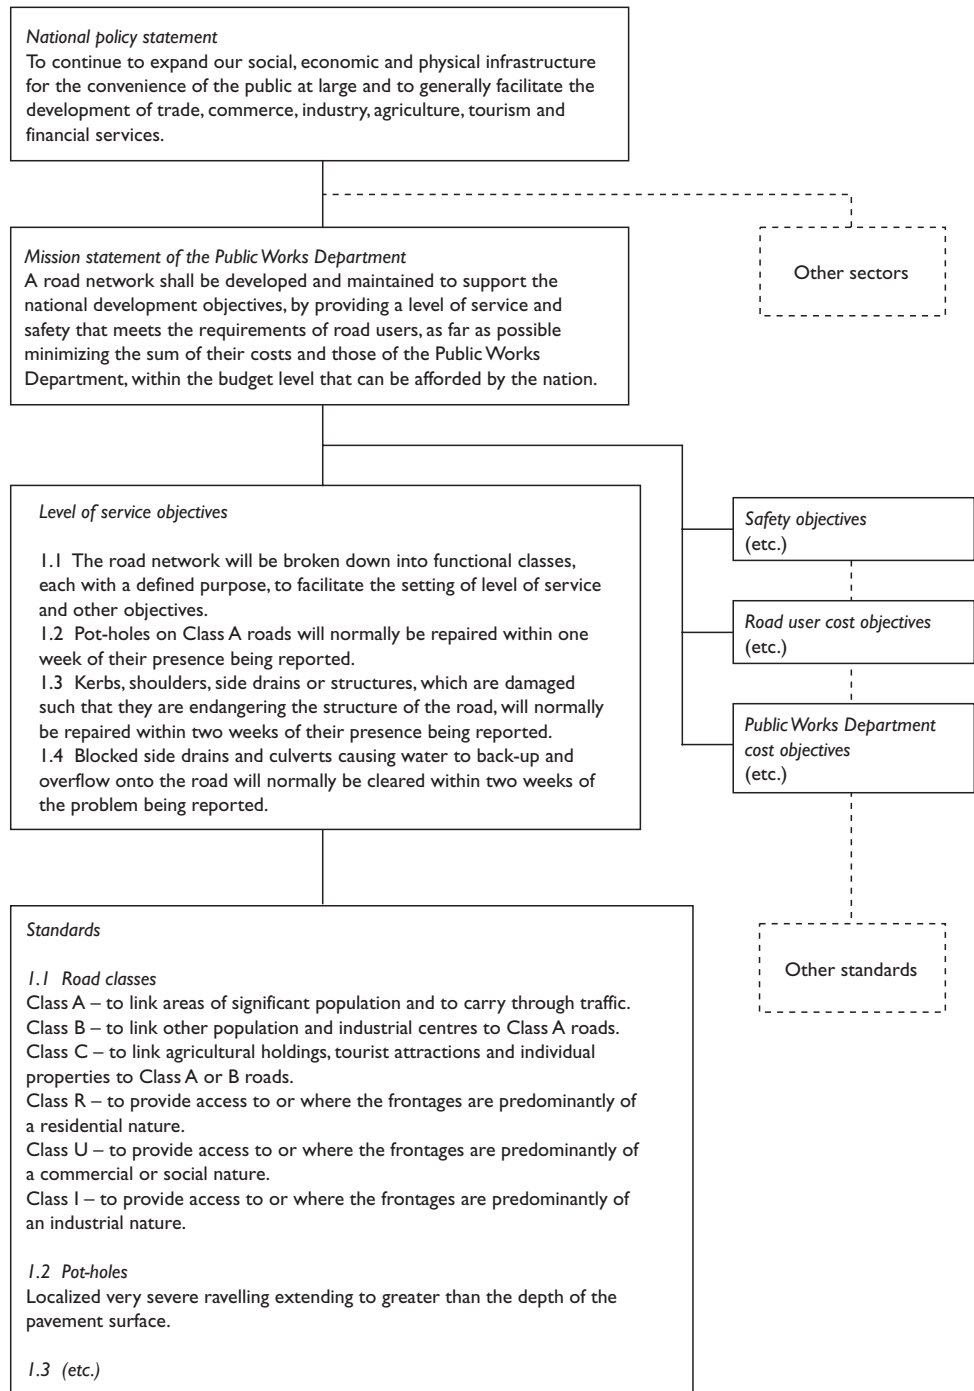 National policy statement
To continue to expand our social, economic and physical infrastructure
for the convenience of the public at large and to generally facilitate the
development of trade, commerce, industry, agriculture, tourism and
financial services.
Mission statement of the Public Works Department
A road network shall be developed and maintained to support the
national development objectives, by providing a level of service and
safety that meets the requirements of road users, as far as possible
minimizing the sum of their costs and those of the Public Works
Department, within the budget level that can be afforded by the nation.
Other sectors
Level of service objectives
1.1 The road network will be broken down into functional classes,
each with a defined purpose, to facilitate the setting of level of service
and other objectives.
1.2 Pot-holes on Class A roads will normally be repaired within one
week of their presence being reported.
1.3 Kerbs, shoulders, side drains or structures, which are damaged
such that they are endangering the structure of the road, will normally
be repaired within two weeks of their presence being reported.
1.4 Blocked side drains and culverts causing water to back-up and
overflow onto the road will normally be cleared within two weeks of
the problem being reported.
Safety objectives
(etc.)
Road user cost objectives
(etc.)
Public Works Department
cost objectives
(etc.)
Other standards
Standards
1.1 Road classes
Class A – to link areas of significant population and to carry through traffic.
Class B – to link other population and industrial centres to Class A roads.
Class C – to link agricultural holdings, tourist attractions and individual
properties to Class A or B roads.
Class R – to provide access to or where the frontages are predominantly of
a residential nature.
Class U – to provide access to or where the frontages are predominantly of
a commercial or social nature.
Class I – to provide access to or where the frontages are predominantly of
an industrial nature.
1.2 Pot-holes
Localized very severe ravelling extending to greater than the depth of the
pavement surface.
1.3 (etc.)